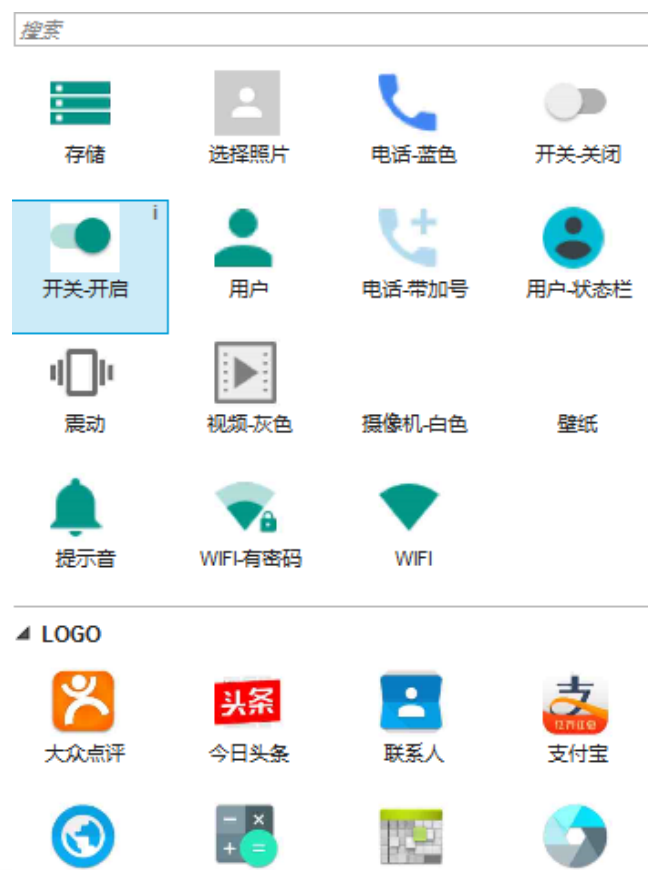 搜索
存储 选择照片 电话-蓝色 开关-关闭
i
开关-开启 用户 电话-带加号 用户-状态栏
震动 视频-灰色 摄像机-白色 壁纸
提示音 WIFI-有密码 WIFI
LOGO
头条 支
大众点评 今日头条 联系人 支付宝